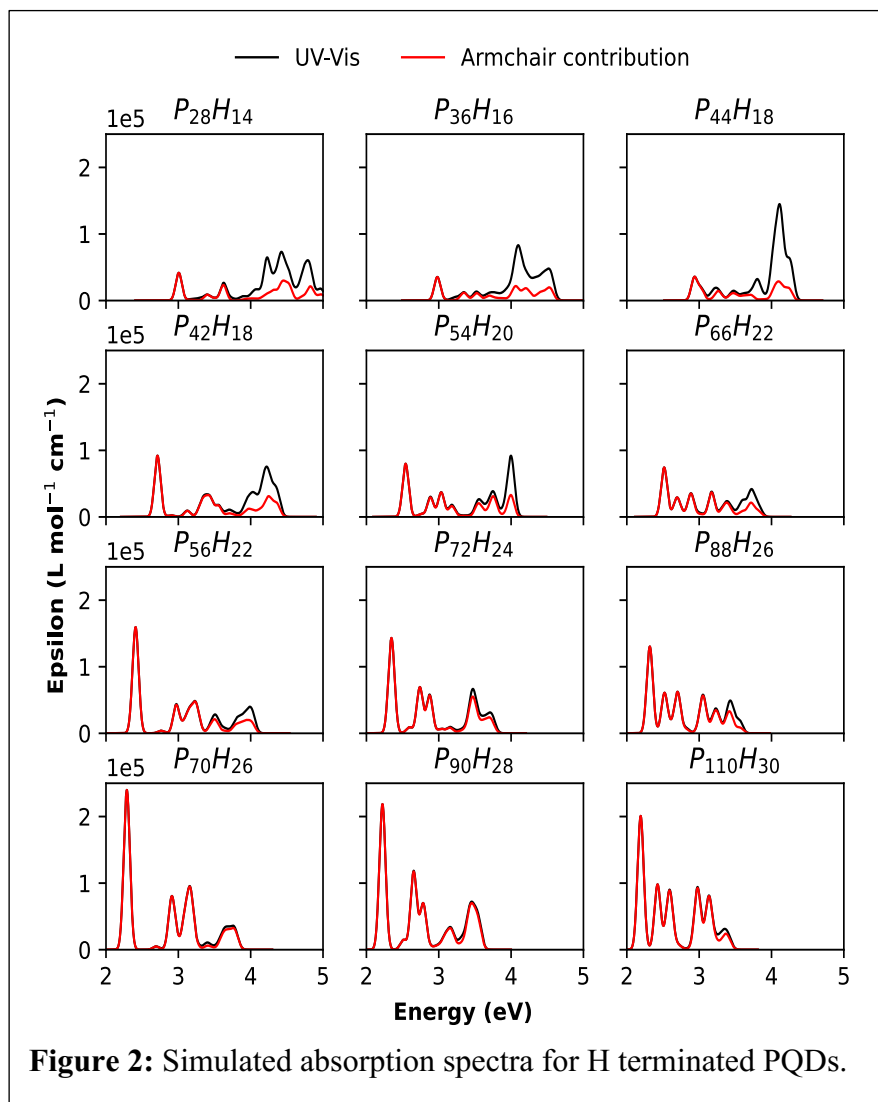 UV-Vis Armchair contribution
1e5 P₂₈H₁₄ P₃₆H₁₆ P₄₄H₁₈
2
1
0
1e5 P₄₂H₁₈ P₅₄H₂₀ P₆₆H₂₂
2
1
0
Epsilon (L mol⁻¹ cm⁻¹)
1e5 P₅₆H₂₂ P₇₂H₂₄ P₈₈H₂₆
2
1
0
1e5 P₇₀H₂₆ P₉₀H₂₈ P₁₁₀H₃₀
2
1
0
2 3 4 5 2 3 4 5 2 3 4 5
Energy (eV)
Figure 2: Simulated absorption spectra for H terminated PQDs.